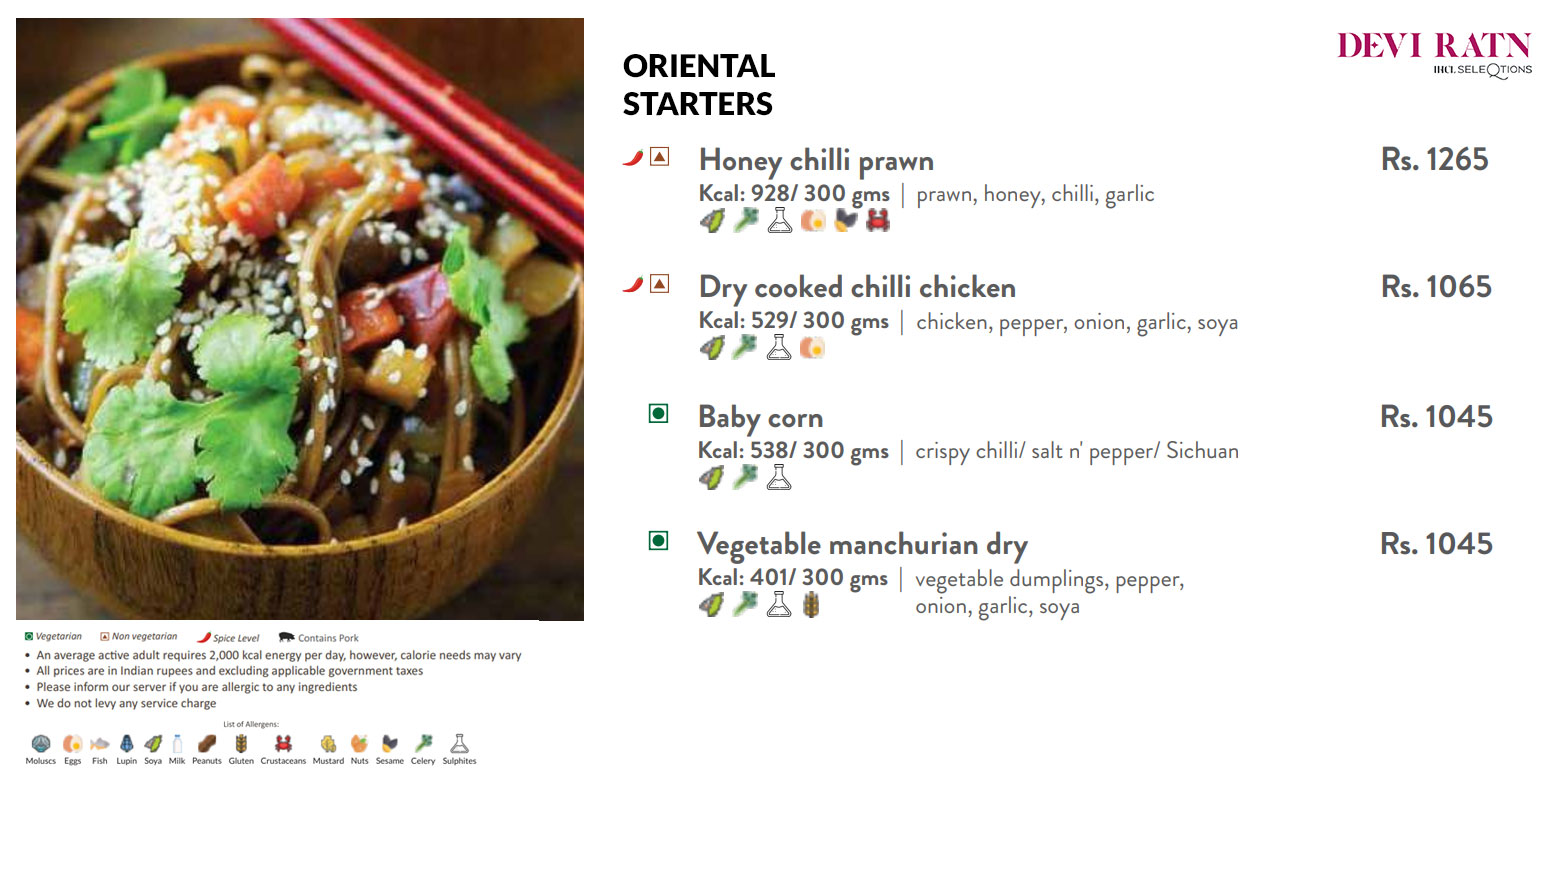 DEVI RATN
IHCL SELEQTIONS
ORIENTAL
STARTERS
Honey chilli prawn Rs. 1265
Kcal: 928/ 300 gms | prawn, honey, chilli, garlic
Dry cooked chilli chicken Rs. 1065
Kcal: 529/ 300 gms | chicken, pepper, onion, garlic, soya
Baby corn Rs. 1045
Kcal: 538/ 300 gms | crispy chilli/ salt n' pepper/ Sichuan
Vegetable manchurian dry Rs. 1045
Kcal: 401/ 300 gms | vegetable dumplings, pepper,
onion, garlic, soya
Vegetarian Non vegetarian Spice Level Contains Pork
• An average active adult requires 2,000 kcal energy per day, however, calorie needs may vary
• All prices are in Indian rupees and excluding applicable government taxes
• Please inform our server if you are allergic to any ingredients
• We do not levy any service charge
List of Allergens:
Moluscs Eggs Fish Lupin Soya Milk Peanuts Gluten Crustaceans Mustard Nuts Sesame Celery Sulphites